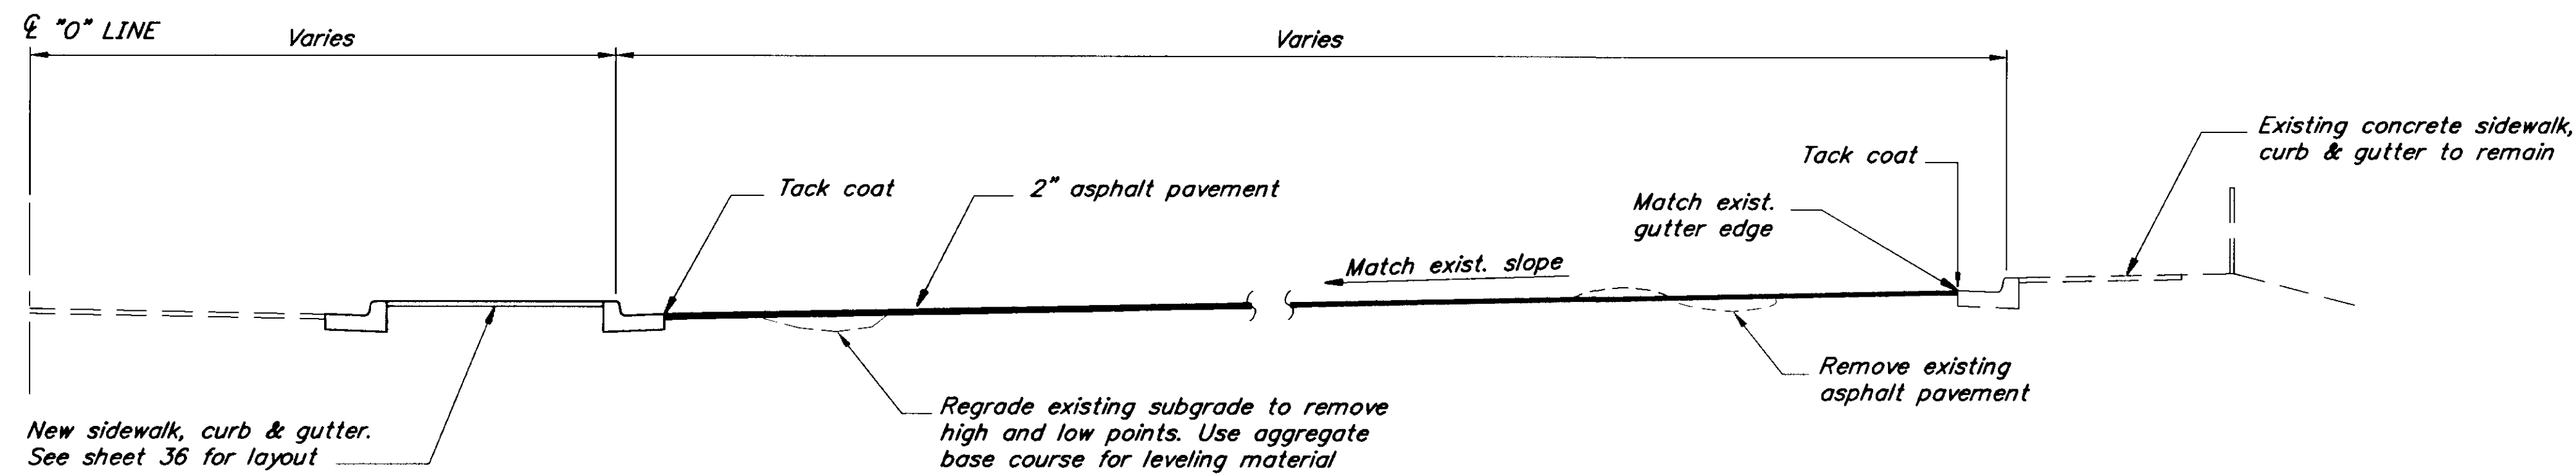 ℄ "O" LINE
Varies
Varies
Existing concrete sidewalk,
curb & gutter to remain
Tack coat
Tack coat
2" asphalt pavement
Match exist.
gutter edge
Match exist. slope
Remove existing
asphalt pavement
Regrade existing subgrade to remove
high and low points. Use aggregate
base course for leveling material
New sidewalk, curb & gutter.
See sheet 36 for layout